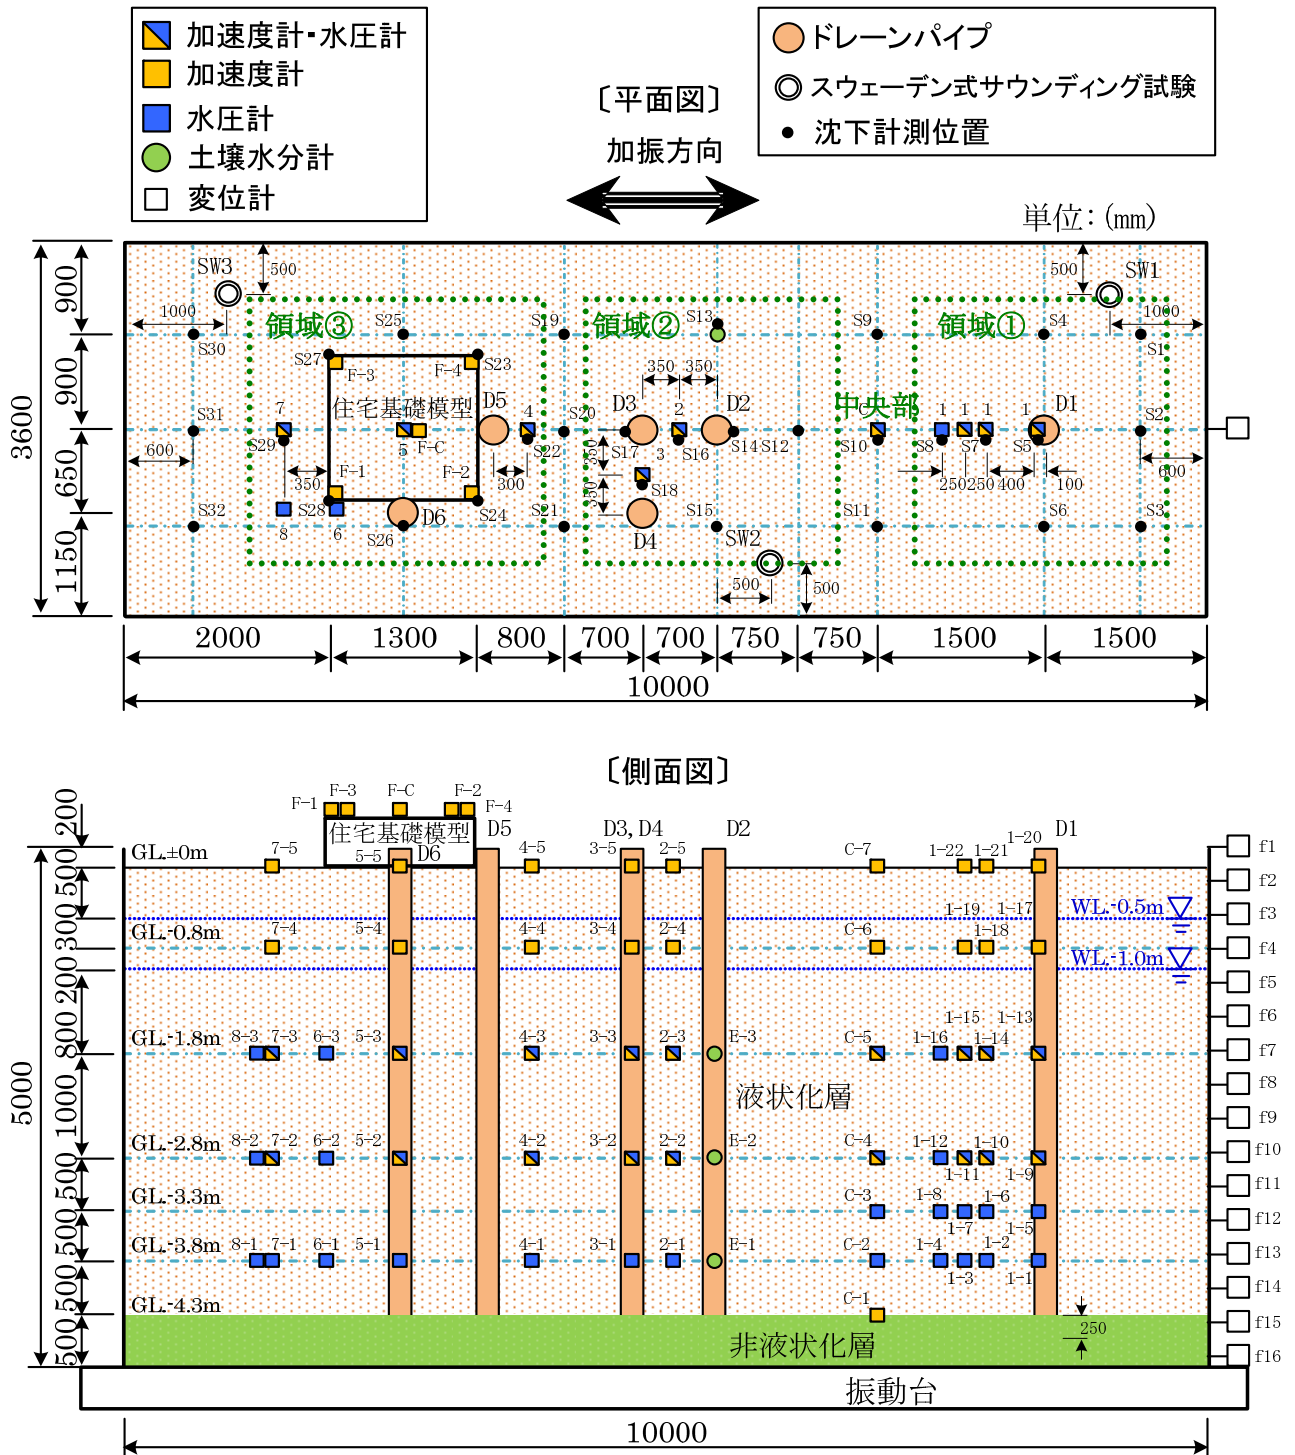 加速度計・水圧計
加速度計
水圧計
土壌水分計
変位計
ドレーンパイプ
スウェーデン式サウンディング試験
沈下計測位置
〔平面図〕
加振方向
単位:(mm)
SW3 500 500 SW1
1000 S25 S19 S13 S9 S4 1000
領域③ 領域② 領域①
S30 S1
S27 S23
F-3 F-4 350 350
住宅基礎模型 D5 D3 D2 中央部 D1
S31 7 4 2 C 1 1 1 1 S2
5 F-C S20
S29 S22 S17 3 S16 S14 S12 S10 S8 S7 S5
600 F-1 F-2 350 600
350 300 250 250 400 100
S18 350
S32 S28 S24 S21 S15 S11 S6 S3
8 6 S26 D6 D4 SW2
500 500
900
900
650
1150
3600
2000 1300 800 700 700 750 750 1500 1500
10000
〔側面図〕
F-3 F-C F-2
F-1 F-4
住宅基礎模型 D5 D3, D4 D2 D1
GL.±0m 7-5 5-5 D6 4-5 3-5 2-5 C-7 1-22 1-21 1-20
1-19 1-17 WL.-0.5m
GL.-0.8m 7-4 5-4 4-4 3-4 2-4 C-6 1-18
WL.-1.0m
1-15 1-13
GL.-1.8m 8-3 7-3 6-3 5-3 4-3 3-3 2-3 E-3 C-5 1-16 1-14
液状化層
GL.-2.8m 8-2 7-2 6-2 5-2 4-2 3-2 2-2 E-2 C-4 1-12 1-10
1-11 1-9
GL.-3.3m C-3 1-8 1-6
1-7 1-5
GL.-3.8m 8-1 7-1 6-1 5-1 4-1 3-1 2-1 E-1 C-2 1-4 1-2
1-3 1-1
GL.-4.3m C-1
250
非液状化層
振動台
200
500
300
200
800
1000
500
500
500
500
5000
f1
f2
f3
f4
f5
f6
f7
f8
f9
f10
f11
f12
f13
f14
f15
f16
10000